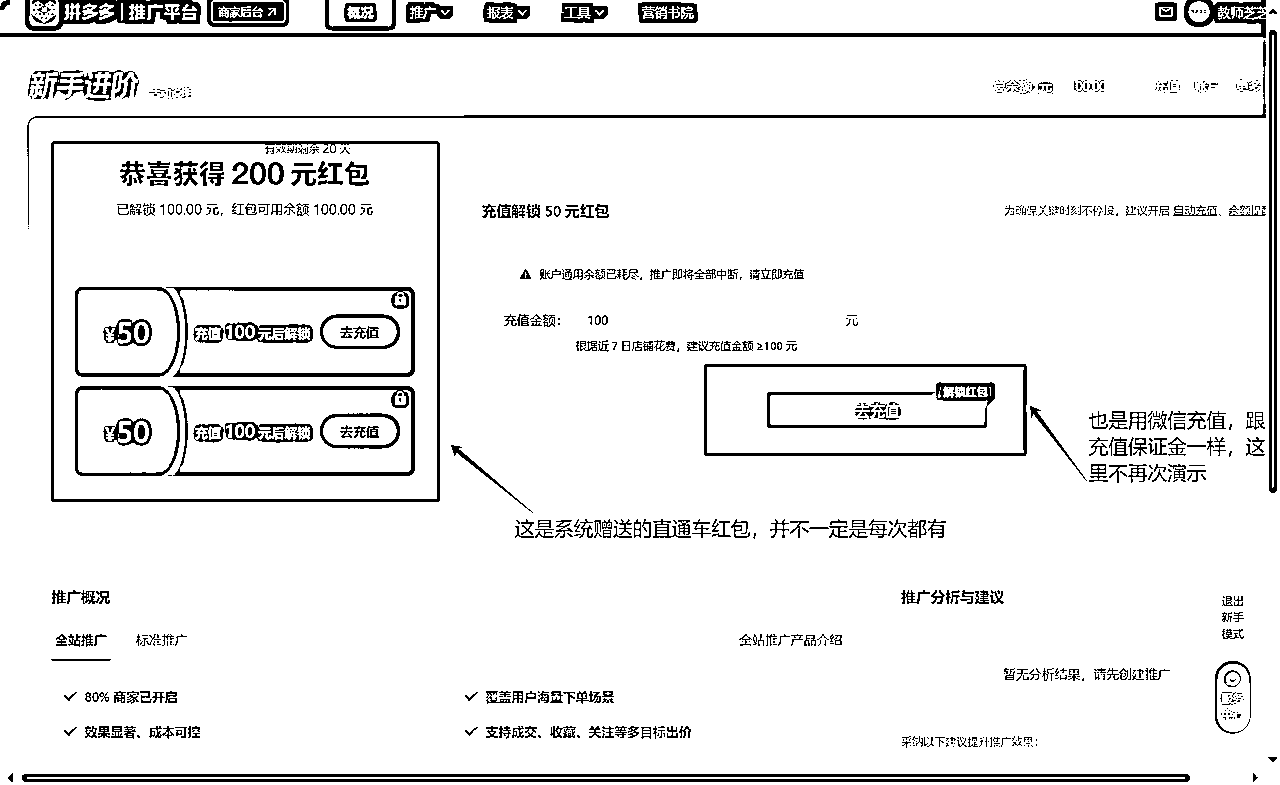 拼多多 | 推广平台
商家后台
概况
推广
报表
工具
营销书院
新手进阶
有效期剩余 20 天
恭喜获得 200 元红包
已解锁 100.00 元，红包可用余额 100.00 元
¥50
充值 100 元后解锁
去充值
¥50
充值 100 元后解锁
去充值
充值解锁 50 元红包
为确保关键时刻不停投，建议开启 自动充值、余额提
账户通用余额已耗尽，推广即将全部中断，请立即充值
充值金额：
100
元
根据近 7 日店铺花费，建议充值金额 ≥100 元
解锁红包
去充值
也是用微信充值，跟
充值保证金一样，这
里不再次演示
这是系统赠送的直通车红包，并不一定是每次都有
推广概况
全站推广
标准推广
全站推广产品介绍
80% 商家已开启
覆盖用户海量下单场景
效果显著、成本可控
支持成交、收藏、关注等多目标出价
推广分析与建议
暂无分析结果，请先创建推广
采纳以下建议提升推广效果：
退出
新手
模式